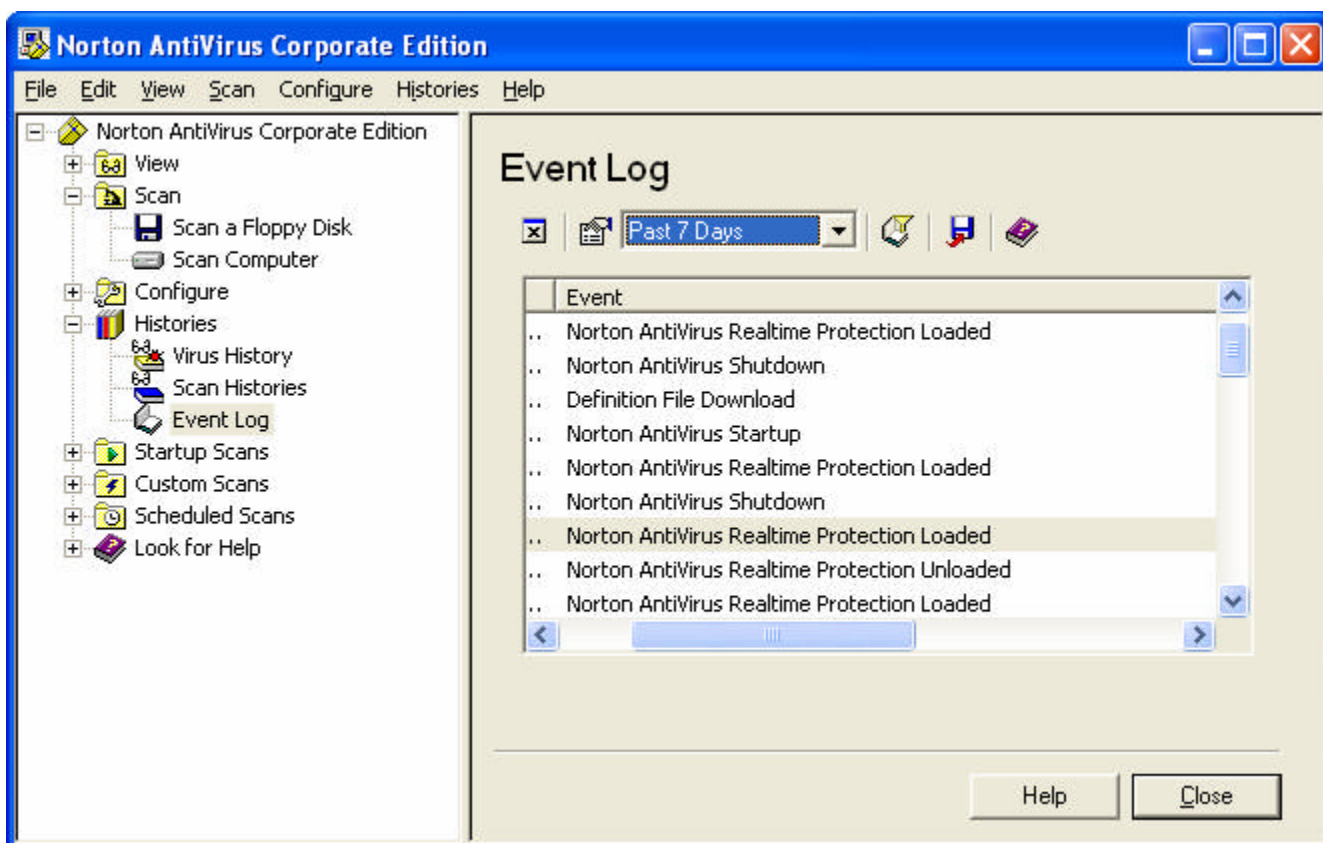 Norton AntiVirus Corporate Edition
File Edit View Scan Configure Histories Help
Norton AntiVirus Corporate Edition
View
Scan
Scan a Floppy Disk
Scan Computer
Configure
Histories
Virus History
Scan Histories
Event Log
Startup Scans
Custom Scans
Scheduled Scans
Look for Help
Event Log
Past 7 Days
Event
.. Norton AntiVirus Realtime Protection Loaded
.. Norton AntiVirus Shutdown
.. Definition File Download
.. Norton AntiVirus Startup
.. Norton AntiVirus Realtime Protection Loaded
.. Norton AntiVirus Shutdown
.. Norton AntiVirus Realtime Protection Loaded
.. Norton AntiVirus Realtime Protection Unloaded
.. Norton AntiVirus Realtime Protection Loaded
Help Close